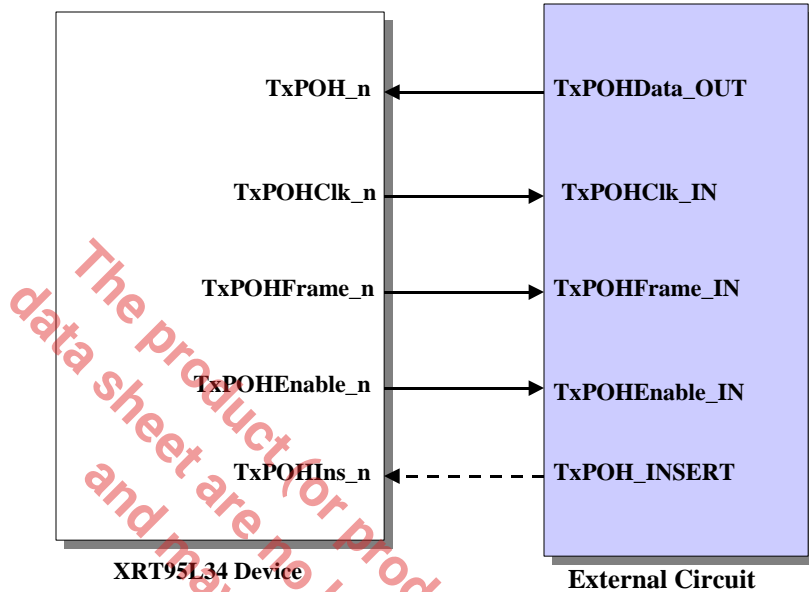 TxPOH_n TxPOHData_OUT
TxPOHClk_n TxPOHClk_IN
TxPOHFrame_n TxPOHFrame_IN
TxPOHEnable_n TxPOHEnable_IN
TxPOHIns_n TxPOH_INSERT
XRT95L34 Device External Circuit
The product (or prod
data sheet are no
and may